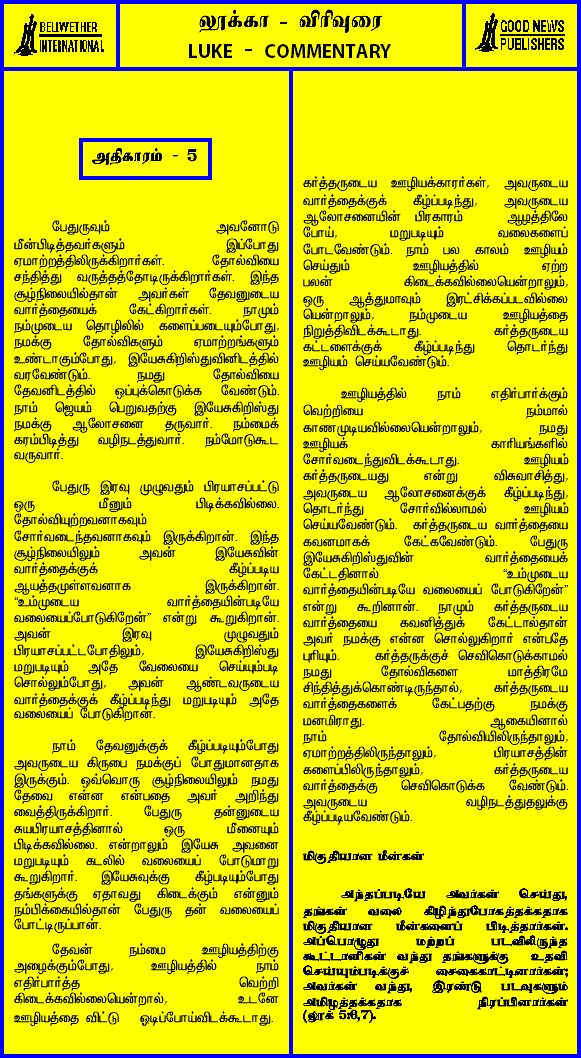 BELLWETHER
INTERNATIONAL
லூக்கா - விரிவுரை
LUKE - COMMENTARY
GOOD NEWS
PUBLISHERS
அதிகாரம் - 5
பேதுருவும் அவனோடு
மீன்பிடித்தவர்களும் இப்போது
ஏமாற்றத்திலிருக்கிறார்கள். தோல்வியை
சந்தித்து வருத்தத்தோடிருக்கிறார்கள். இந்த
சூழ்நிலையில்தான் அவர்கள் தேவனுடைய
வார்த்தையைக் கேட்கிறார்கள். நாமும்
நம்முடைய தொழிலில் களைப்படையும்போது,
நமக்கு தோல்விகளும் ஏமாற்றங்களும்
உண்டாகும்போது, இயேசுகிறிஸ்துவினிடத்தில்
வரவேண்டும். நமது தோல்வியை
தேவனிடத்தில் ஒப்புக்கொடுக்க வேண்டும்.
நாம் ஜெயம் பெறுவதற்கு இயேசுகிறிஸ்து
நமக்கு ஆலோசனை தருவார். நம்மைக்
கரம்பிடித்து வழிநடத்துவார். நம்மோடுகூட
வருவார்.
பேதுரு இரவு முழுவதும் பிரயாசப்பட்டு
ஒரு மீனும் பிடிக்கவில்லை.
தோல்வியுற்றவனாகவும்
சோர்வடைந்தவனாகவும் இருக்கிறான். இந்த
சூழ்நிலையிலும் அவன் இயேசுவின்
வார்த்தைக்குக் கீழ்ப்படிய
ஆயத்தமுள்ளவனாக இருக்கிறான்.
“உம்முடைய வார்த்தையின்படியே
வலையைப்போடுகிறேன்” என்று கூறுகிறான்.
அவன் இரவு முழுவதும்
பிரயாசப்பட்டபோதிலும், இயேசுகிறிஸ்து
மறுபடியும் அதே வேலையை செய்யும்படி
சொல்லும்போது, அவன் ஆண்டவருடைய
வார்த்தைக்குக் கீழ்ப்படிந்து மறுபடியும் அதே
வலையைப் போடுகிறான்.
நாம் தேவனுக்குக் கீழ்ப்படியும்போது
அவருடைய கிருபை நமக்குப் போதுமானதாக
இருக்கும். ஒவ்வொரு சூழ்நிலையிலும் நமது
தேவை என்ன என்பதை அவர் அறிந்து
வைத்திருக்கிறார். பேதுரு தன்னுடைய
சுயபிரயாசத்தினால் ஒரு மீனையும்
பிடிக்கவில்லை. என்றாலும் இயேசு அவனை
மறுபடியும் கடலில் வலையைப் போடுமாறு
கூறுகிறார். இயேசுவுக்கு கீழ்படியும்போது
தங்களுக்கு ஏதாவது கிடைக்கும் என்னும்
நம்பிக்கையில்தான் பேதுரு தன் வலையைப்
போட்டிருப்பான்.
தேவன் நம்மை ஊழியத்திற்கு
அழைக்கும்போது, ஊழியத்தில் நாம்
எதிர்பார்த்த வெற்றி
கிடைக்கவில்லையென்றால், உடனே
ஊழியத்தை விட்டு ஓடிப்போய்விடக்கூடாது.
கர்த்தருடைய ஊழியக்காரர்கள், அவருடைய
வார்த்தைக்குக் கீழ்ப்படிந்து, அவருடைய
ஆலோசனையின் பிரகாரம் ஆழத்திலே
போய், மறுபடியும் வலைகளைப்
போடவேண்டும். நாம் பல காலம் ஊழியம்
செய்தும் ஊழியத்தில் ஏற்ற
பலன் கிடைக்கவில்லையென்றாலும்,
ஒரு ஆத்துமாவும் இரட்சிக்கப்படவில்லை
யென்றாலும், நம்முடைய ஊழியத்தை
நிறுத்திவிடக்கூடாது. கர்த்தருடைய
கட்டளைக்குக் கீழ்ப்படிந்து தொடர்ந்து
ஊழியம் செய்யவேண்டும்.
ஊழியத்தில் நாம் எதிர்பார்க்கும்
வெற்றியை நம்மால்
காணமுடியவில்லையென்றாலும், நமது
ஊழியக் காரியங்களில்
சோர்வடைந்துவிடக்கூடாது. ஊழியம்
கர்த்தருடையது என்று விசுவாசித்து,
அவருடைய ஆலோசனைக்குக் கீழ்ப்படிந்து,
தொடர்ந்து சோர்வில்லாமல் ஊழியம்
செய்யவேண்டும். கர்த்தருடைய வார்த்தையை
கவனமாகக் கேட்கவேண்டும். பேதுரு
இயேசுகிறிஸ்துவின் வார்த்தையைக்
கேட்டதினால் “உம்முடைய
வார்த்தையின்படியே வலையைப் போடுகிறேன்”
என்று கூறினான். நாமும் கர்த்தருடைய
வார்த்தையை கவனித்துக் கேட்டால்தான்
அவர் நமக்கு என்ன சொல்லுகிறார் என்பதே
புரியும். கர்த்தருக்குச் செவிகொடுக்காமல்
நமது தோல்விகளை மாத்திரமே
சிந்தித்துக்கொண்டிருந்தால், கர்த்தருடைய
வார்த்தைகளைக் கேட்பதற்கு நமக்கு
மனமிராது. ஆகையினால்
நாம் தோல்வியிலிருந்தாலும்,
ஏமாற்றத்திலிருந்தாலும், பிரயாசத்தின்
களைப்பிலிருந்தாலும், கர்த்தருடைய
வார்த்தைக்கு செவிகொடுக்க வேண்டும்.
அவருடைய வழிநடத்துதலுக்கு
கீழ்ப்படியவேண்டும்.
மிகுதியான மீன்கள்
அந்தப்படியே அவர்கள் செய்து,
தங்கள் வலை கிழிந்துபோகத்தக்கதாக
மிகுதியான மீன்களைப் பிடித்தார்கள்.
அப்பொழுது மற்றப் படவிலிருந்த
கூட்டாளிகள் வந்து தங்களுக்கு உதவி
செய்யும்படிக்குச் சைகைகாட்டினார்கள்;
அவர்கள் வந்து, இரண்டு படவுகளும்
அமிழத்தக்கதாக நிரப்பினார்கள்
(லூக் 5:6,7).